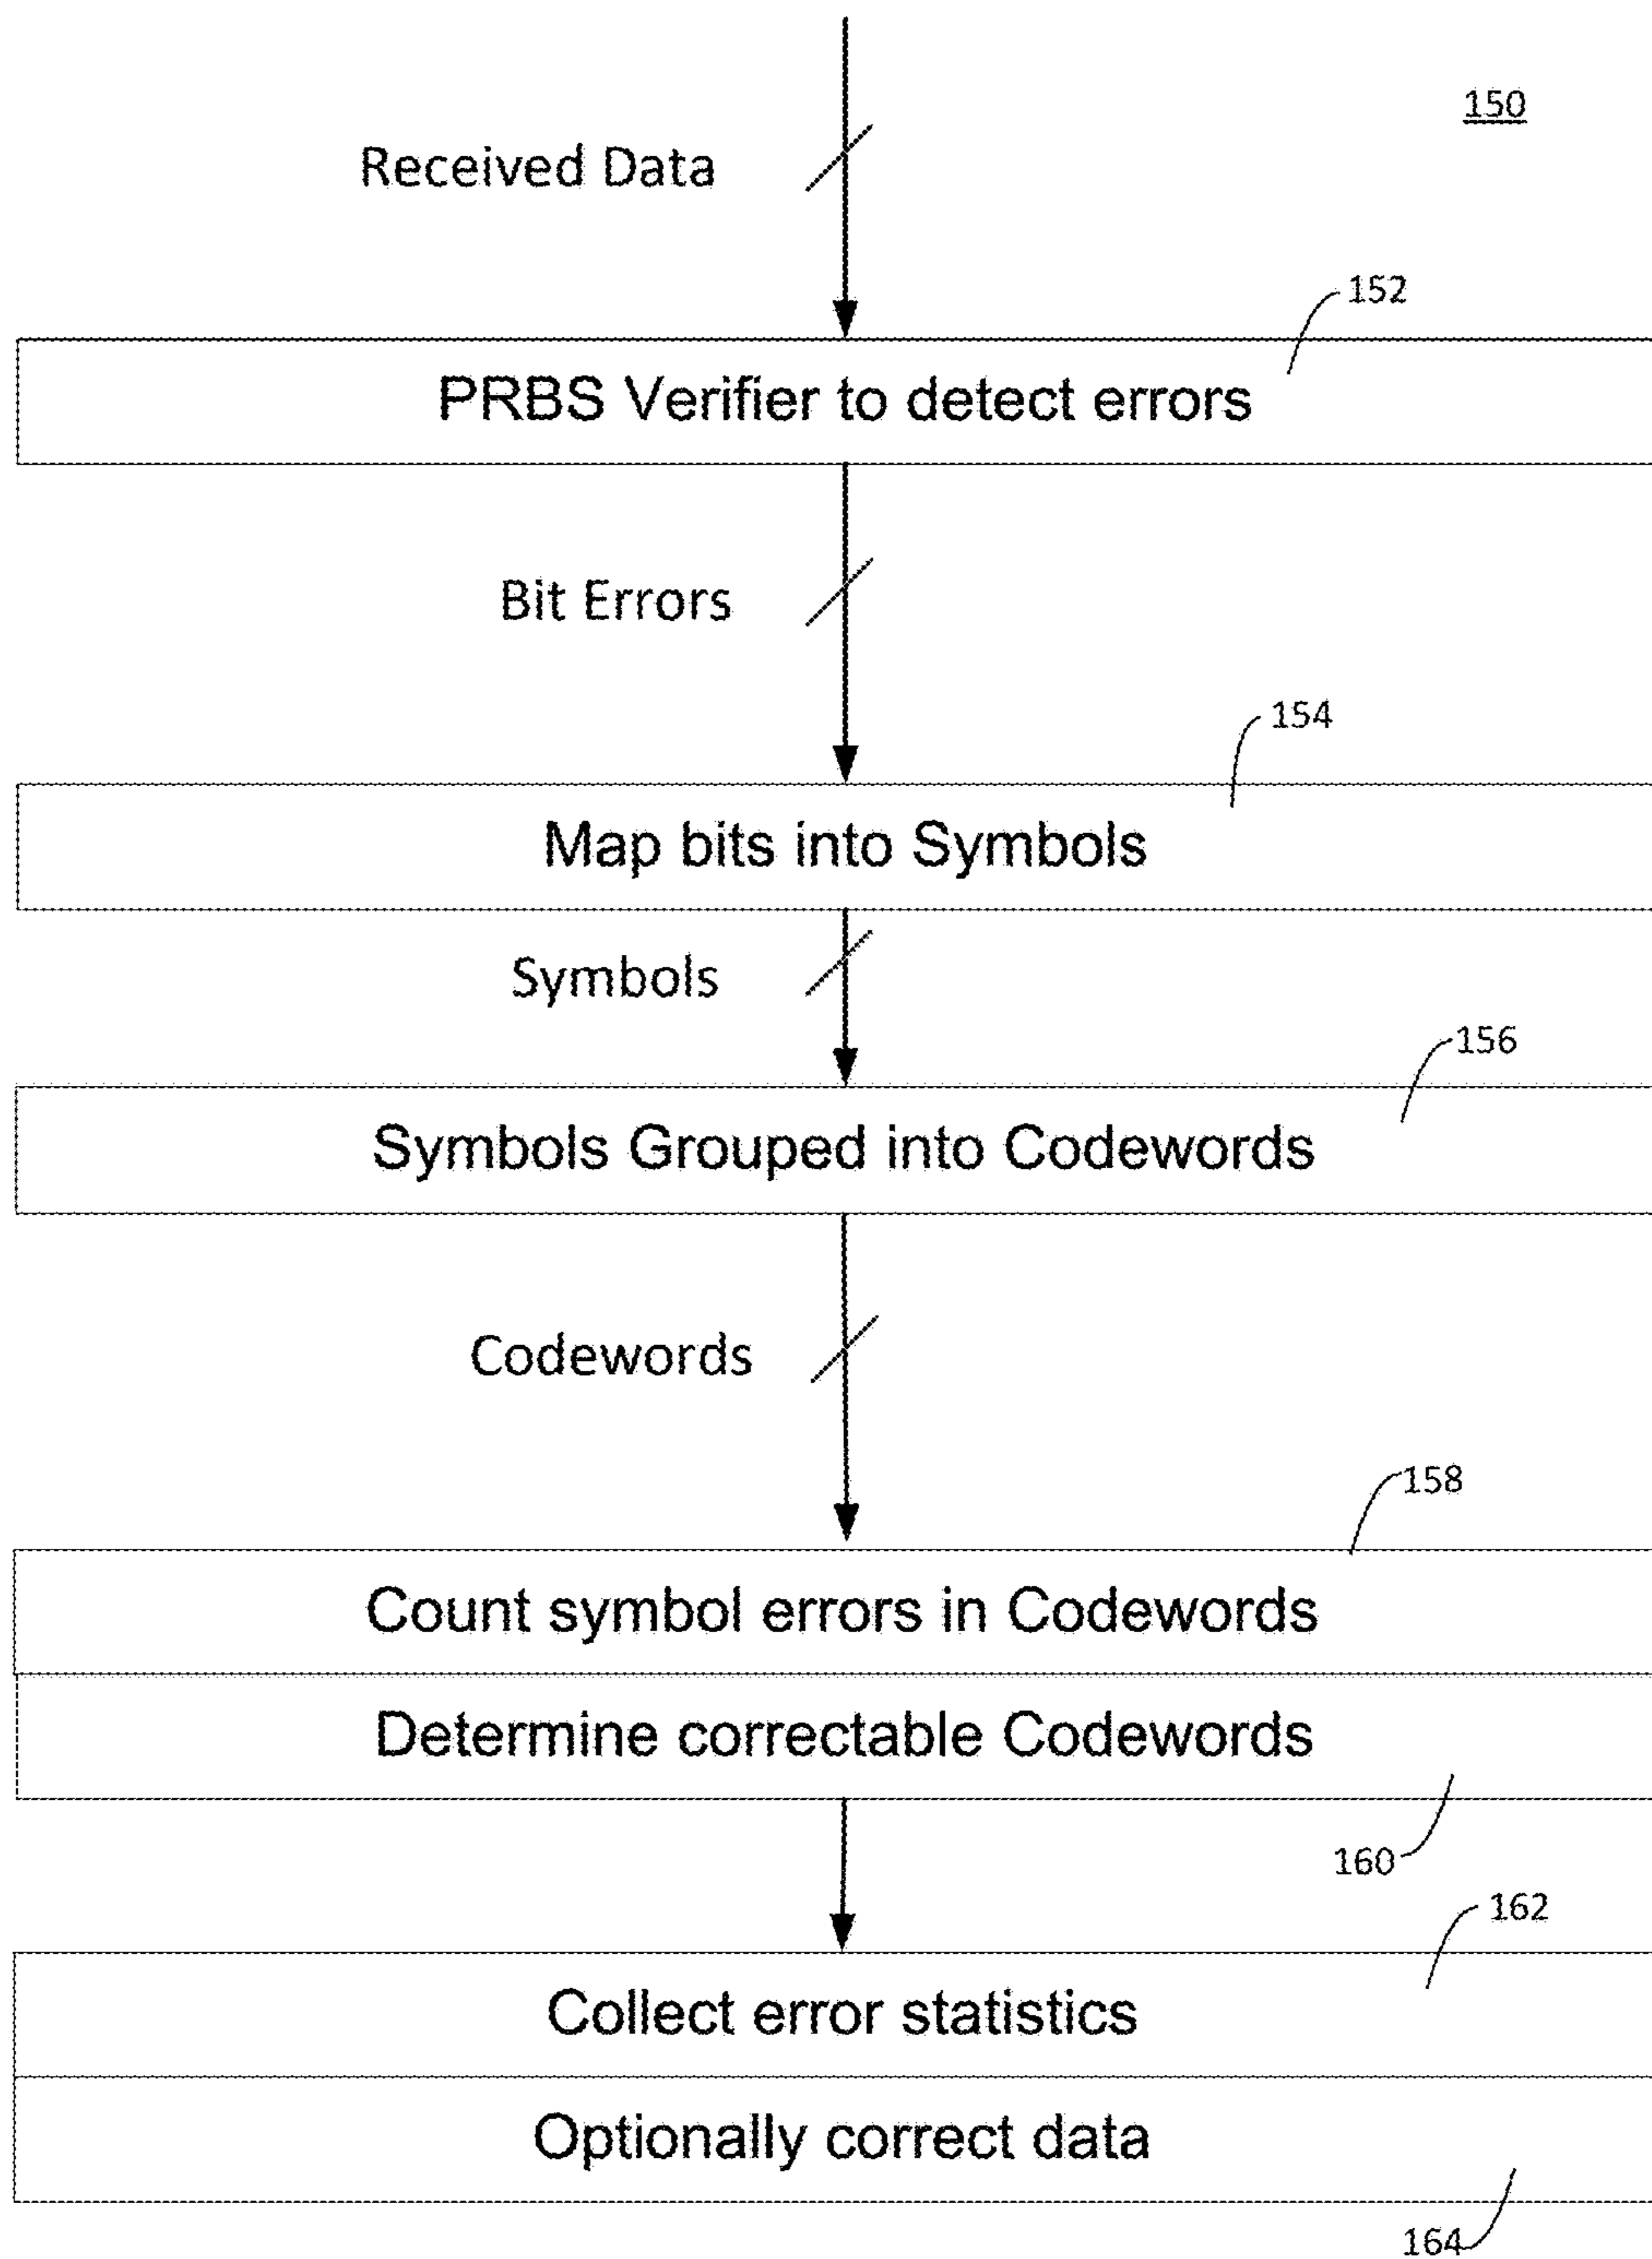 150
Received Data
152
PRBS Verifier to detect errors
Bit Errors
154
Map bits into Symbols
Symbols
156
Symbols Grouped into Codewords
Codewords
158
Count symbol errors in Codewords
Determine correctable Codewords
160
162
Collect error statistics
Optionally correct data
164